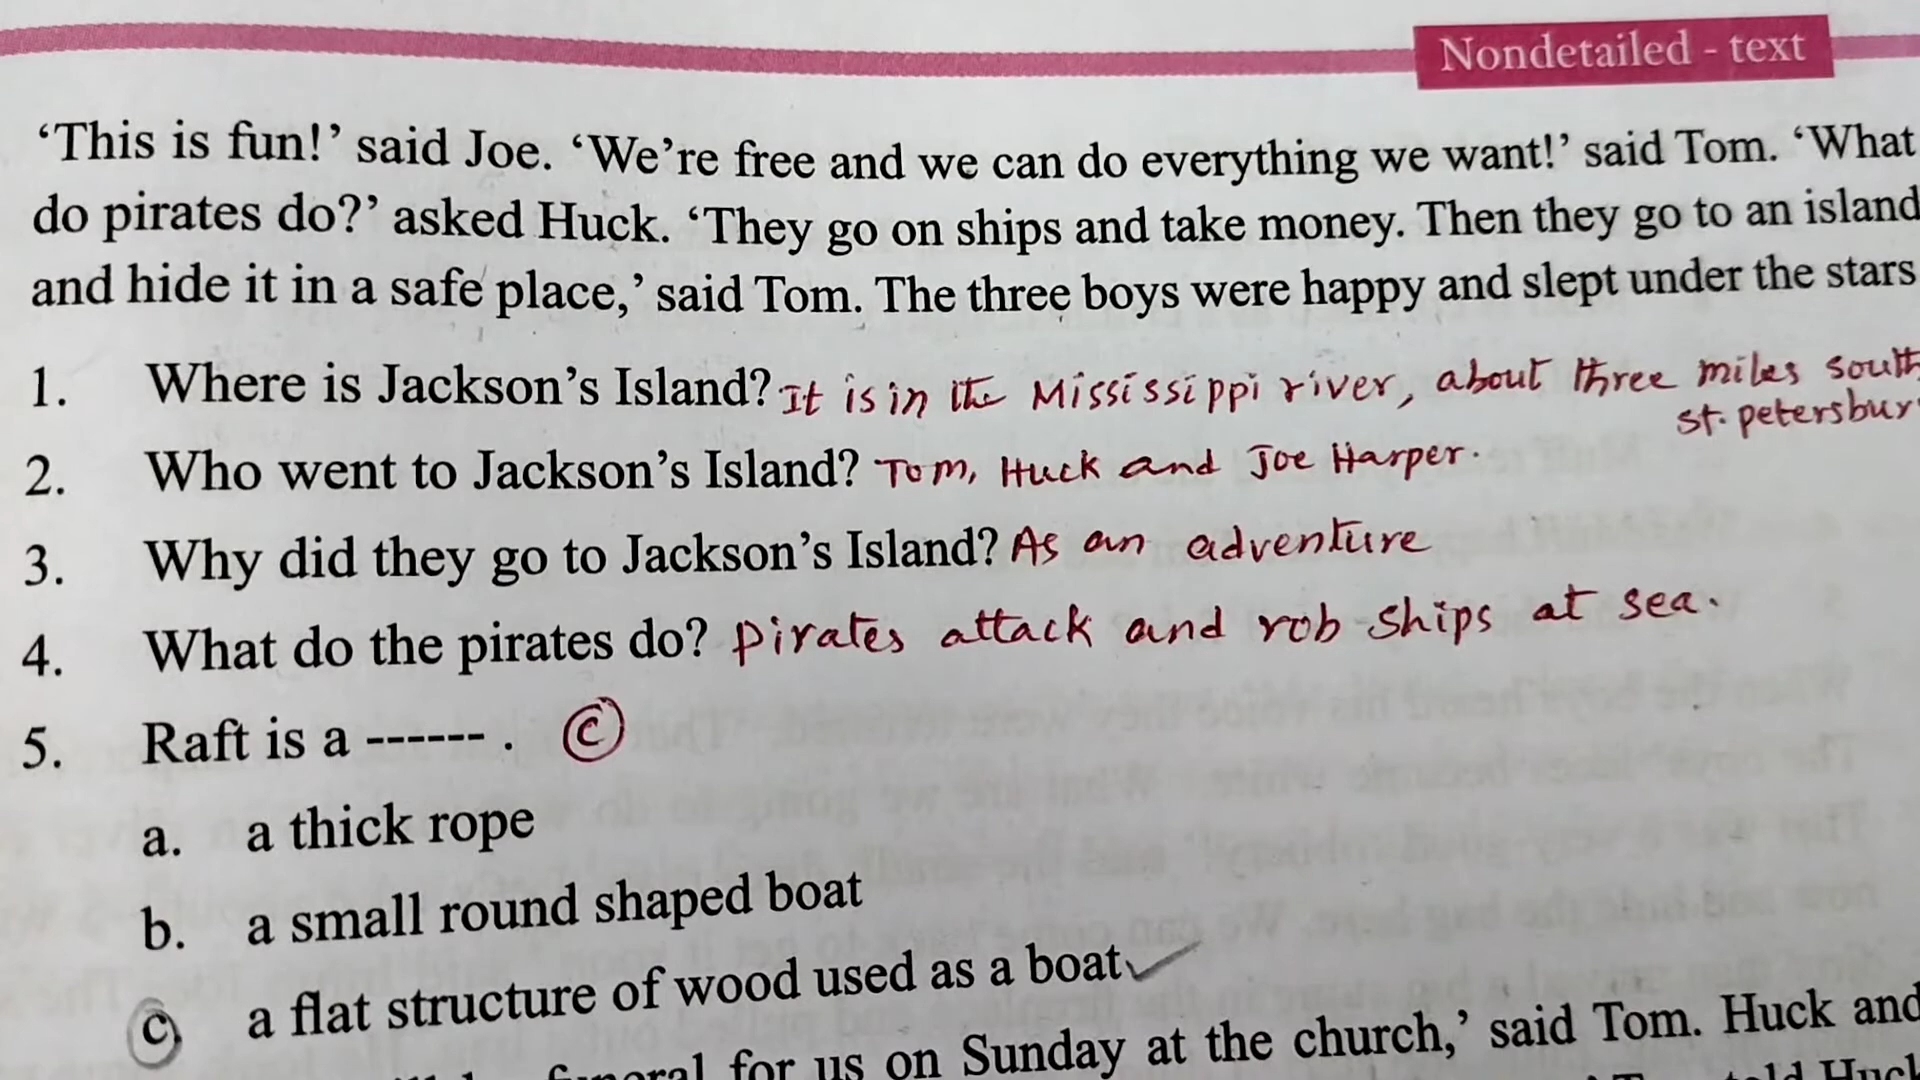 Nondetailed - text
‘This is fun!’ said Joe. ‘We’re free and we can do everything we want!’ said Tom. ‘What
do pirates do?’ asked Huck. ‘They go on ships and take money. Then they go to an island
and hide it in a safe place,’ said Tom. The three boys were happy and slept under the stars
1. Where is Jackson’s Island? It is in the Mississippi river, about three miles south
st. petersbur
2. Who went to Jackson’s Island? Tom, Huck and Joe Harper.
3. Why did they go to Jackson’s Island? As an adventure
4. What do the pirates do? Pirates attack and rob ships at sea.
5. Raft is a ------ . C
a. a thick rope
b. a small round shaped boat
c. a flat structure of wood used as a boat
funeral for us on Sunday at the church,’ said Tom. Huck and